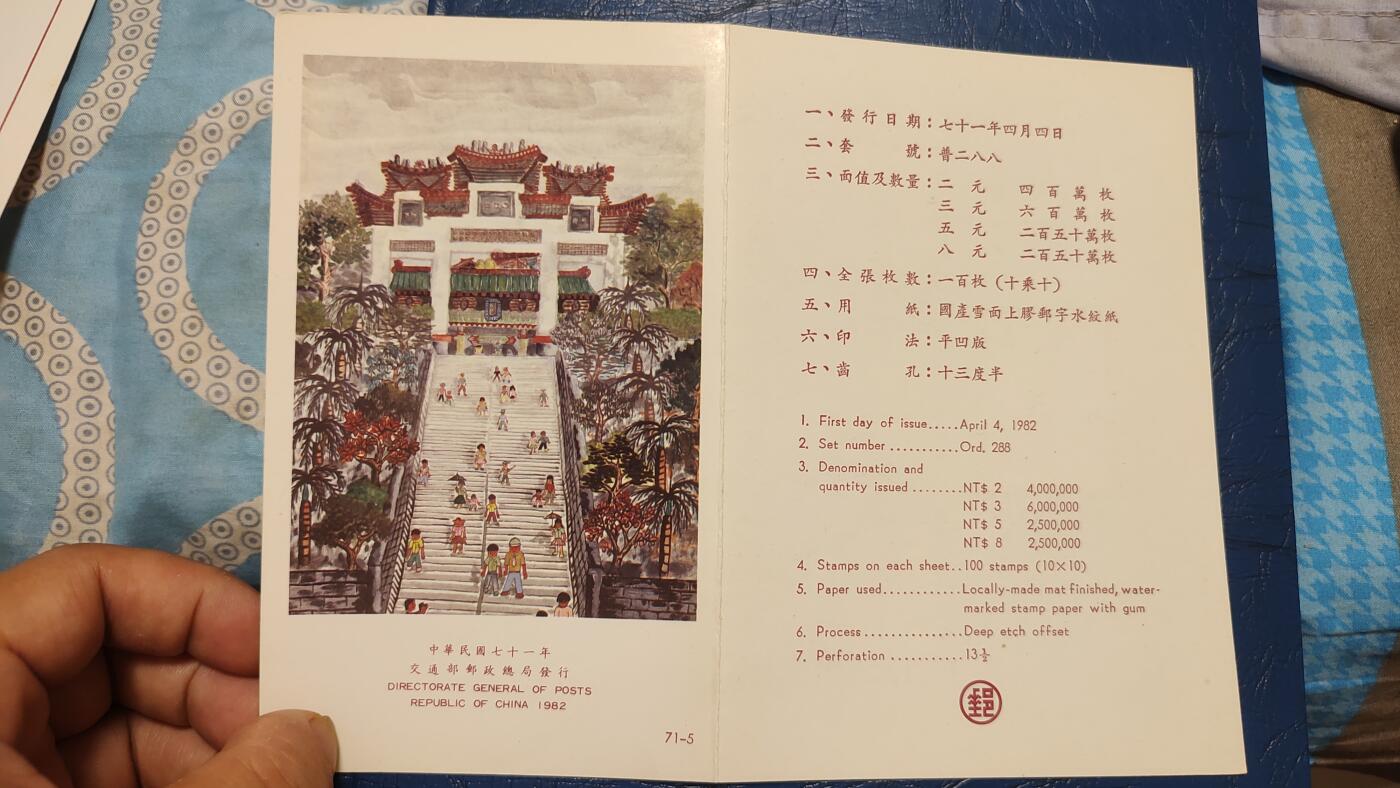 中華民國七十一年
交通部郵政總局發行
DIRECTORATE GENERAL OF POSTS
REPUBLIC OF CHINA 1982
71-5
一、發行日期：七十一年四月四日
二、套號：普二八八
三、面值及數量：二元 四百萬枚
三元 六百萬枚
五元 二百五十萬枚
八元 二百五十萬枚
四、全張枚數：一百枚（十乘十）
五、用紙：國產雪面上膠郵字水紋紙
六、印法：平凹版
七、齒孔：十三度半
1. First day of issue.....April 4, 1982
2. Set number ...........Ord. 288
3. Denomination and
quantity issued ........NT$ 2 4,000,000
NT$ 3 6,000,000
NT$ 5 2,500,000
NT$ 8 2,500,000
4. Stamps on each sheet..100 stamps (10×10)
5. Paper used............Locally-made mat finished, water-
marked stamp paper with gum
6. Process...............Deep etch offset
7. Perforation ...........13½
郵